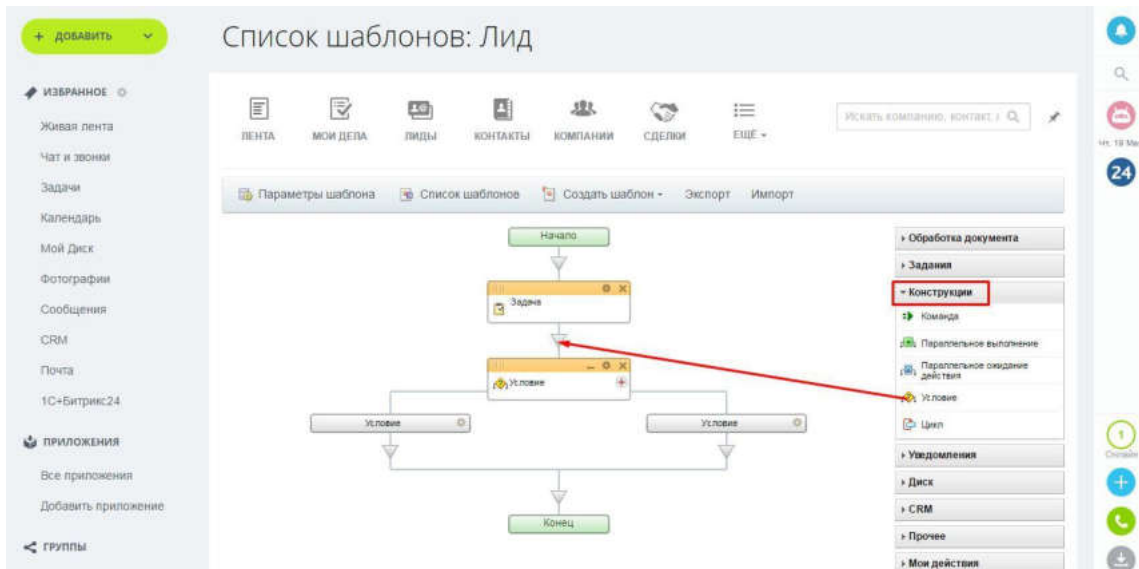 + ДОБАВИТЬ
Список шаблонов: Лид
ИЗБРАННОЕ
Живая лента
Чат и звонки
Задачи
Календарь
Мой Диск
Фотографии
Сообщения
CRM
Почта
1С+Битрикс24
ПРИЛОЖЕНИЯ
Все приложения
Добавить приложение
ГРУППЫ
ЛЕНТА
МОИ ДЕЛА
ЛИДЫ
КОНТАКТЫ
КОМПАНИИ
СДЕЛКИ
ЕЩЁ
Искать компанию, контакт,
Параметры шаблона
Список шаблонов
Создать шаблон
Экспорт
Импорт
Начало
Задача
Условие
Условие
Условие
Конец
Обработка документа
Задания
Конструкции
Команда
Параллельное выполнение
Параллельное ожидание
действия
Условие
Цикл
Уведомления
Диск
CRM
Прочее
Мои действия
24
1